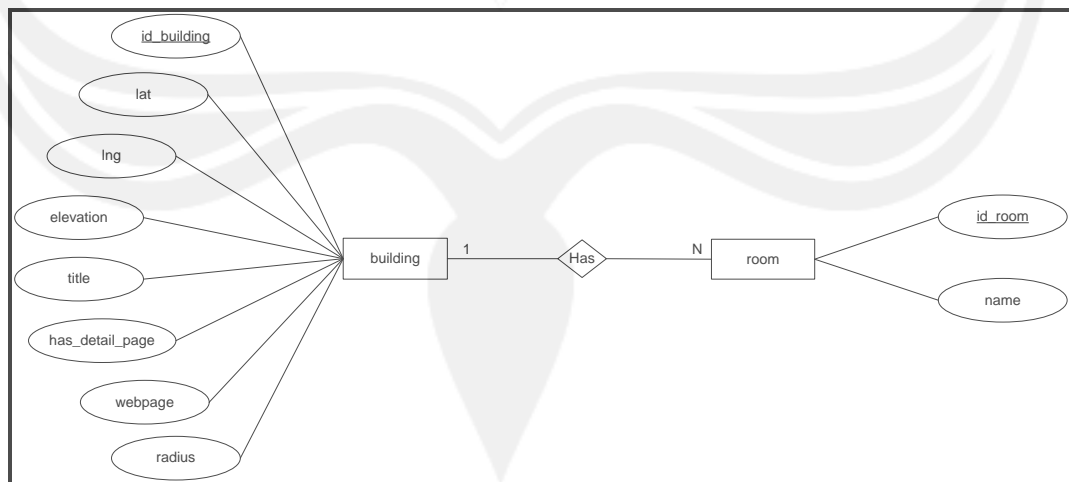 id_building
lat
lng
elevation
title
has_detail_page
webpage
radius
building
1
Has
N
room
id_room
name